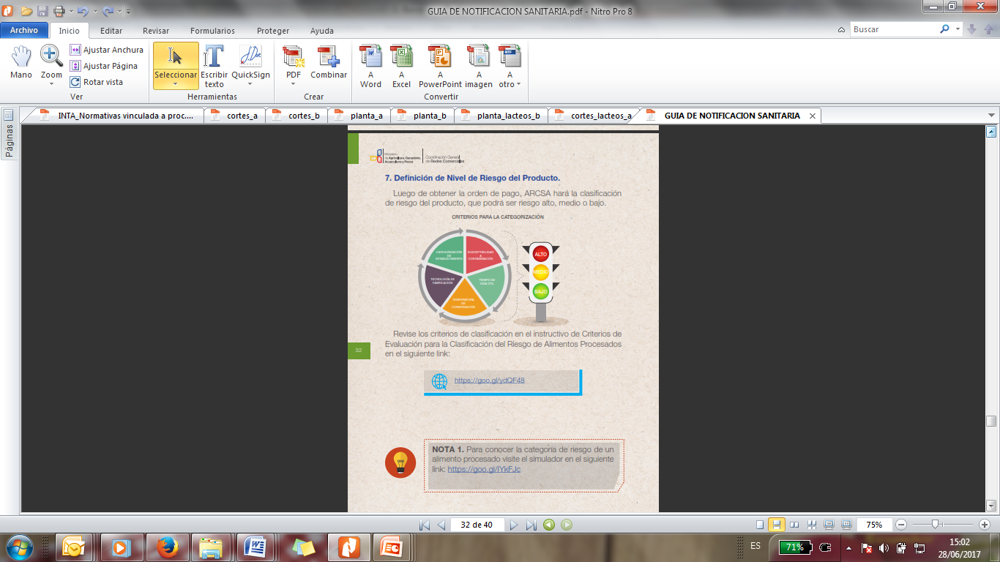 GUIA DE NOTIFICACION SANITARIA.pdf - Nitro Pro 8
Archivo
Inicio
Editar
Revisar
Formularios
Proteger
Ayuda
Buscar
Mano
Zoom
Ajustar Anchura
Ajustar Página
Rotar vista
Ver
Seleccionar
Escribir
texto
QuickSign
Herramientas
PDF
Combinar
Crear
A
Word
A
Excel
A
PowerPoint
A
imagen
A
otro
Convertir
INTA_Normativas vinculada a proc....
cortes_a
cortes_b
planta_a
planta_b
planta_lacteos_b
cortes_lacteos_a
GUIA DE NOTIFICACION SANITARIA
Páginas
Ministerio
de Agricultura, Ganadería,
Acuacultura y Pesca
Coordinación General
de Redes Comerciales
7. Definición de Nivel de Riesgo del Producto.
Luego de obtener la orden de pago, ARCSA hará la clasificación
de riesgo del producto, que podrá ser riesgo alto, medio o bajo.
CRITERIOS PARA LA CATEGORIZACIÓN
CATEGORIZACIÓN
DE
ESTABLECIMIENTO
SUSCEPTIBILIDAD
A
CONTAMINACIÓN
TECNOLOGÍA DE
FABRICACIÓN
TIEMPO DE
VIDA ÚTIL
TEMPERATURA
DE
CONSERVACIÓN
ALTO
MEDIO
BAJO
Revise los criterios de clasificación en el instructivo de Criterios de
Evaluación para la Clasificación del Riesgo de Alimentos Procesados
en el siguiente link:
32
https://goo.gl/ydQF48
NOTA 1. Para conocer la categoría de riesgo de un
alimento procesado visite el simulador en el siguiente
link: https://goo.gl/IYkFJc
32 de 40
75%
ES
71%
15:02
28/06/2017